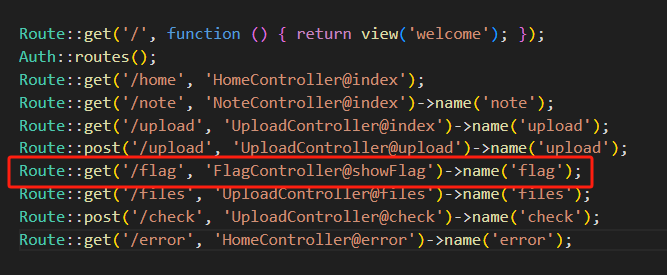 Route::get('/', function () { return view('welcome'); });
Auth::routes();
Route::get('/home', 'HomeController@index');
Route::get('/note', 'NoteController@index')->name('note');
Route::get('/upload', 'UploadController@index')->name('upload');
Route::post('/upload', 'UploadController@upload')->name('upload');
Route::get('/flag', 'FlagController@showFlag')->name('flag');
Route::get('/files', 'UploadController@files')->name('files');
Route::post('/check', 'UploadController@check')->name('check');
Route::get('/error', 'HomeController@error')->name('error');